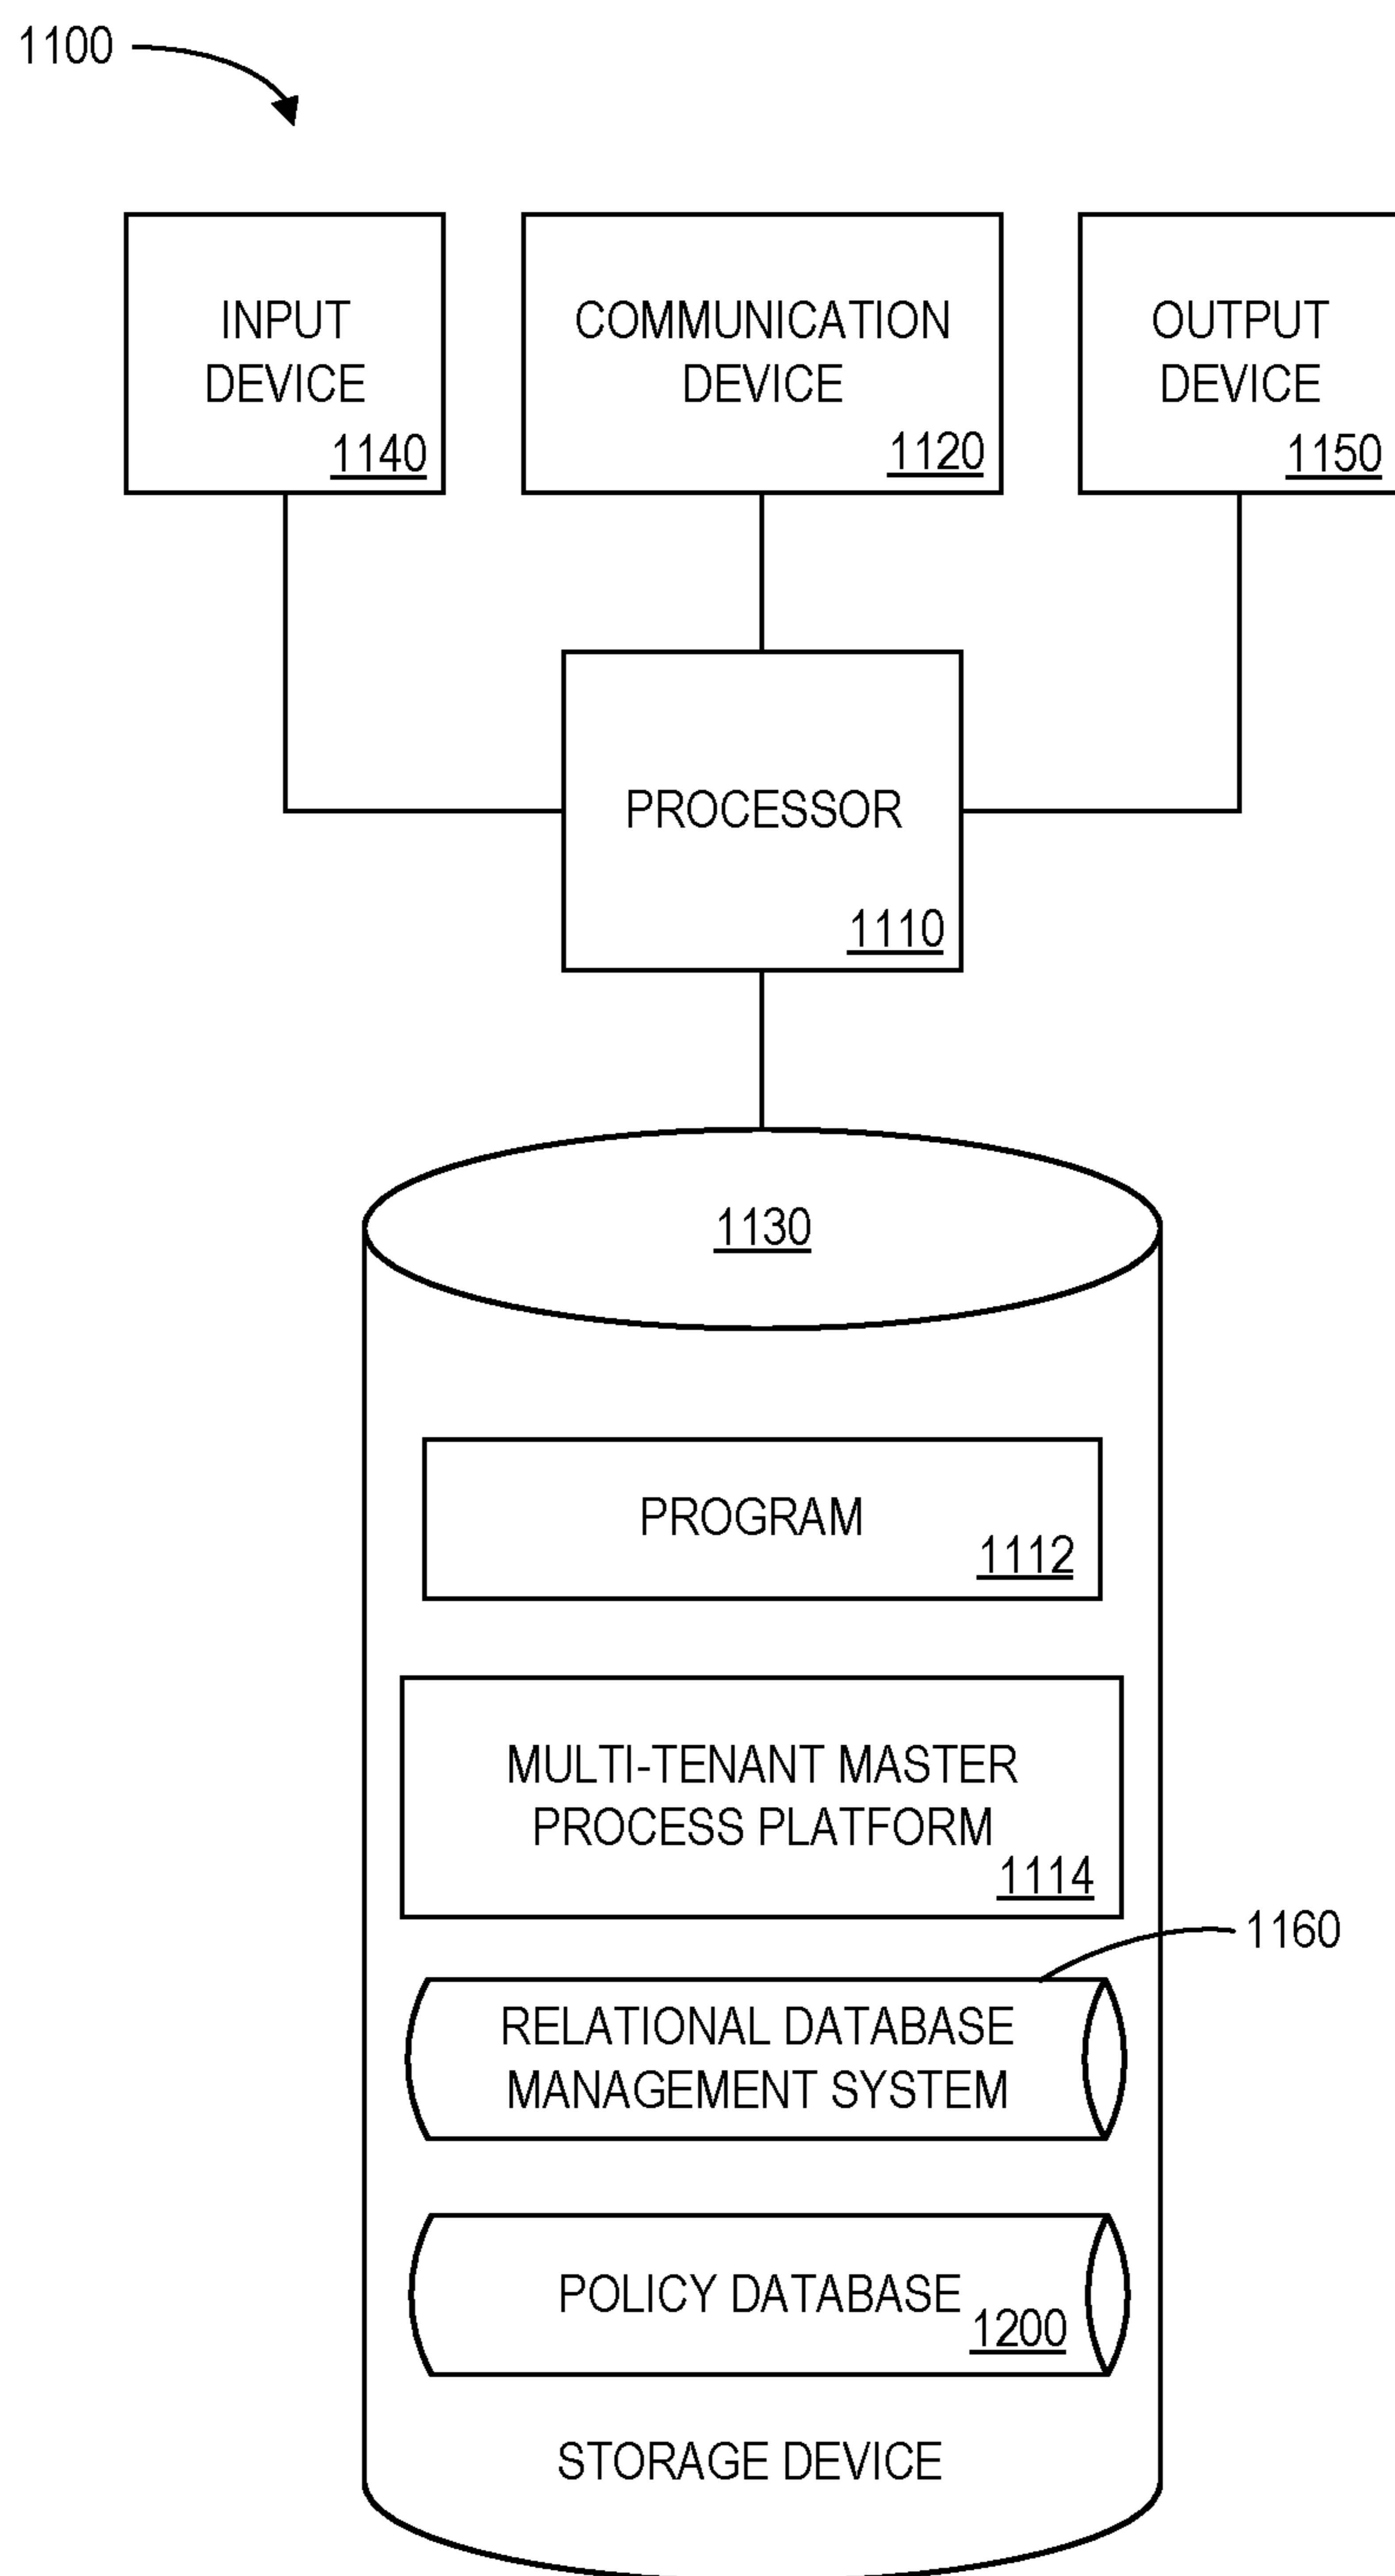 1100
INPUT
DEVICE
1140
COMMUNICATION
DEVICE
1120
OUTPUT
DEVICE
1150
PROCESSOR
1110
1130
PROGRAM
1112
MULTI-TENANT MASTER
PROCESS PLATFORM
1114
1160
RELATIONAL DATABASE
MANAGEMENT SYSTEM
POLICY DATABASE
1200
STORAGE DEVICE